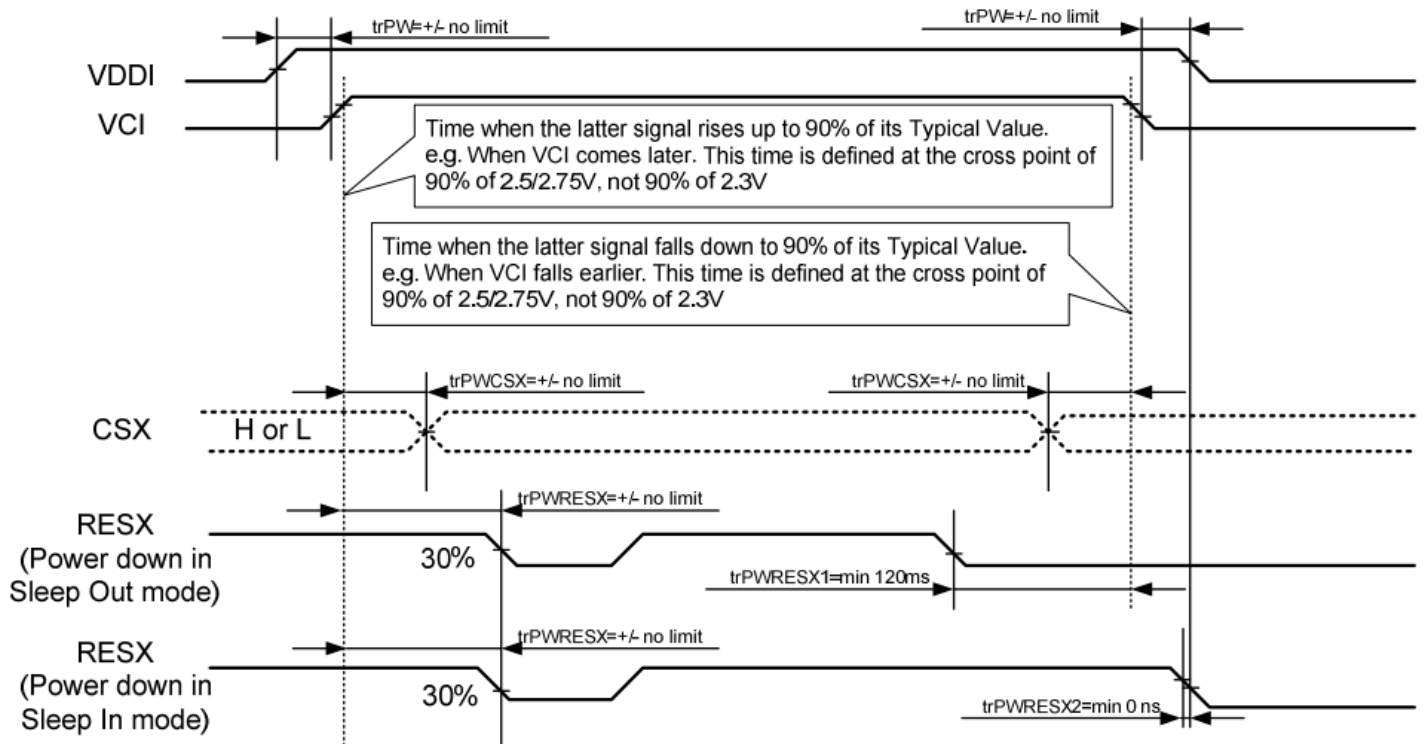 trPW=+/- no limit
trPW=+/- no limit
VDDI
VCI
Time when the latter signal rises up to 90% of its Typical Value.
e.g. When VCI comes later. This time is defined at the cross point of
90% of 2.5/2.75V, not 90% of 2.3V
Time when the latter signal falls down to 90% of its Typical Value.
e.g. When VCI falls earlier. This time is defined at the cross point of
90% of 2.5/2.75V, not 90% of 2.3V
trPWCSX=+/- no limit
trPWCSX=+/- no limit
CSX
H or L
trPWRESX=+/- no limit
RESX
(Power down in
Sleep Out mode)
30%
trPWRESX1=min 120ms
trPWRESX=+/- no limit
RESX
(Power down in
Sleep In mode)
30%
trPWRESX2=min 0 ns